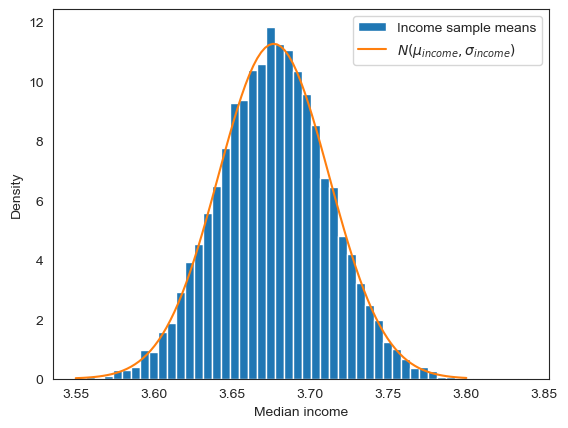 Income sample means
N(μ_income, σ_income)
Density
12
10
8
6
4
2
0
3.55 3.60 3.65 3.70 3.75 3.80 3.85
Median income